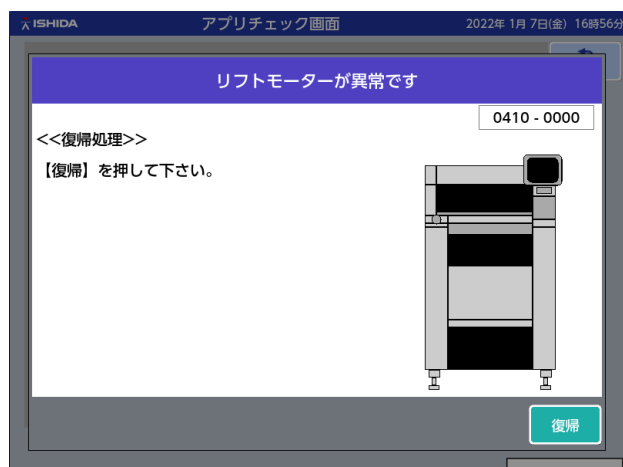 ISHIDA
アプリチェック画面
2022年 1月 7日(金) 16時56分
リフトモーターが異常です
0410 - 0000
<<復帰処理>>
【復帰】を押して下さい。
復帰